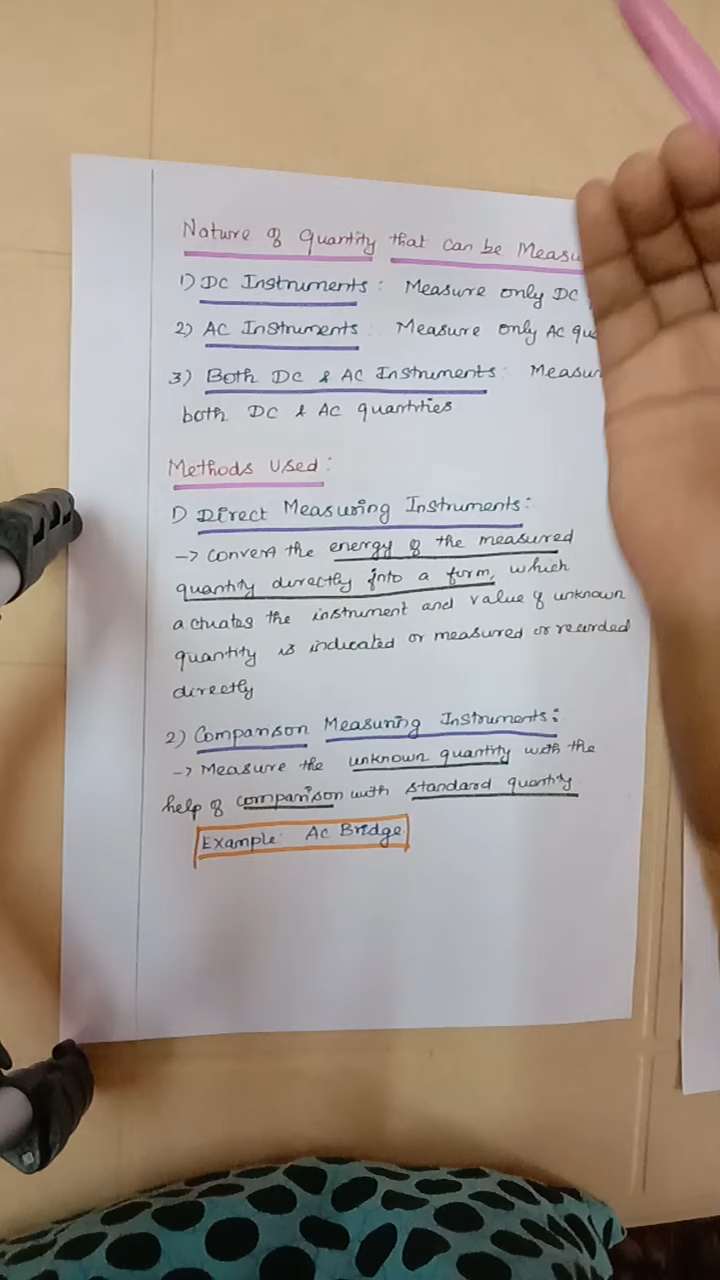 Nature of Quantity that can be Measu
1) DC Instruments: Measure only DC
2) AC Instruments: Measure only AC qua
3) Both DC & AC Instruments: Measur
both DC & AC quantities
Methods Used:
1) Direct Measuring Instruments:
-> convert the energy of the measured
quantity directly into a form, which
actuates the instrument and value of unknown
quantity is indicated or measured or recorded
directly
2) Comparison Measuring Instruments:
-> Measure the unknown quantity with the
help of comparison with standard quantity
Example: AC Bridge